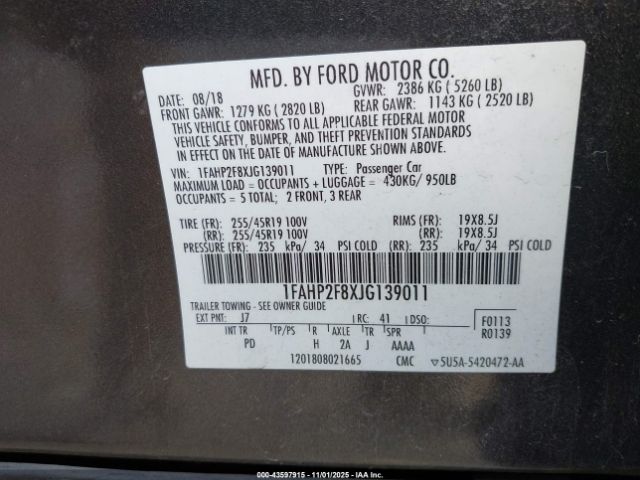 MFD. BY FORD MOTOR CO.
DATE: 08/18 GVWR: 2386 KG ( 5260 LB)
FRONT GAWR: 1279 KG ( 2820 LB) REAR GAWR: 1143 KG ( 2520 LB)
THIS VEHICLE CONFORMS TO ALL APPLICABLE FEDERAL MOTOR
VEHICLE SAFETY, BUMPER, AND THEFT PREVENTION STANDARDS
IN EFFECT ON THE DATE OF MANUFACTURE SHOWN ABOVE.
VIN: 1FAHP2F8XJG139011 TYPE: Passenger Car
MAXIMUM LOAD = OCCUPANTS + LUGGAGE = 430KG/ 950LB
OCCUPANTS = 5 TOTAL; 2 FRONT, 3 REAR
TIRE (FR): 255/45R19 100V RIMS (FR): 19X8.5J
(RR): 255/45R19 100V (RR): 19X8.5J
PRESSURE (FR): 235 kPa/ 34 PSI COLD (RR): 235 kPa/ 34 PSI COLD
1FAHP2F8XJG139011
TRAILER TOWING - SEE OWNER GUIDE
EXT PNT: J7 RC: 41 DSO: F0113
INT TR TP/PS R AXLE TR SPR R0139
PD H 2A J AAAA
1201808021665 CMC ▽5U5A-5420472-AA
© 43597915 - 11/01/2025 - IAA Inc.